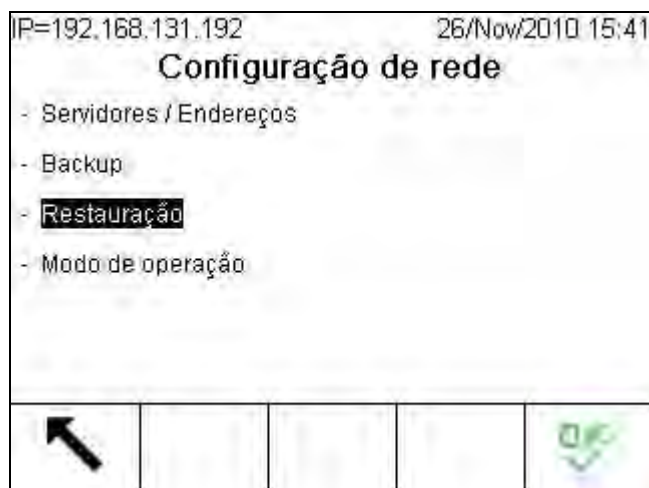 IP=192.168.131.192 26/Nov/2010 15:41
Configuração de rede
- Servidores / Endereços
- Backup
- Restauração
- Modo de operação
OK